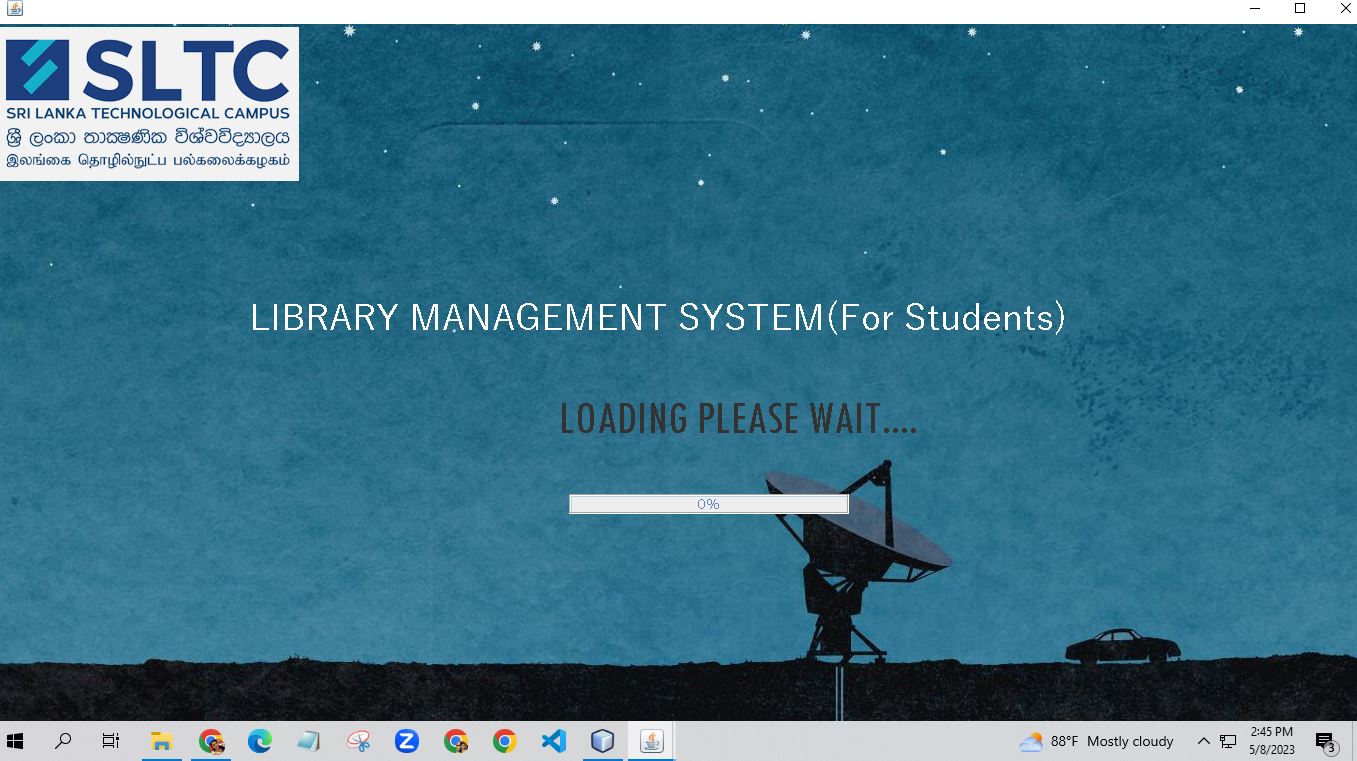 SLTC
SRI LANKA TECHNOLOGICAL CAMPUS
ශ්‍රී ලංකා තාක්ෂණික විශ්වවිද්‍යාලය
இலங்கை தொழில்நுட்ப பல்கலைக்கழகம்
LIBRARY MANAGEMENT SYSTEM(For Students)
LOADING PLEASE WAIT....
0%
88°F Mostly cloudy
2:45 PM
5/8/2023
3